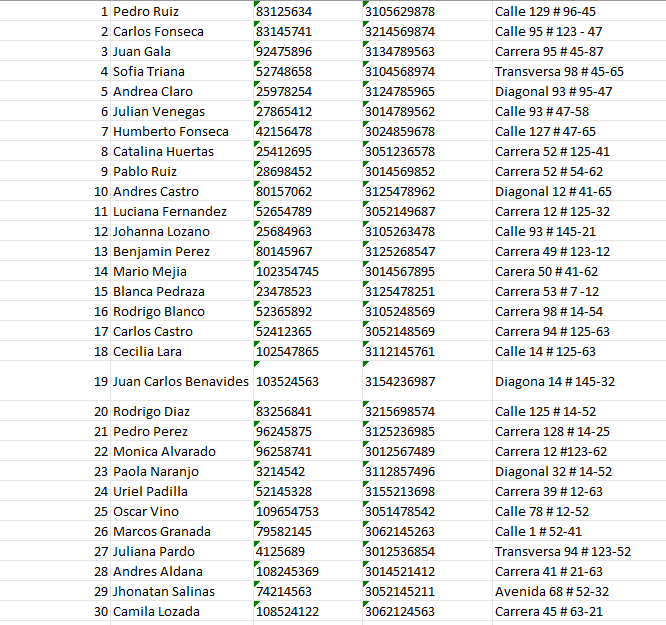 1 Pedro Ruiz 83125634 3105629878 Calle 129 # 96-45
2 Carlos Fonseca 83145741 3214569874 Calle 95 # 123 - 47
3 Juan Gala 92475896 3134789563 Carrera 95 # 45-87
4 Sofia Triana 52748658 3104568974 Transversa 98 # 45-65
5 Andrea Claro 25978254 3124785965 Diagonal 93 # 95-47
6 Julian Venegas 27865412 3014789562 Calle 93 # 47-58
7 Humberto Fonseca 42156478 3024859678 Calle 127 # 47-65
8 Catalina Huertas 25412695 3051236578 Carrera 52 # 125-41
9 Pablo Ruiz 28698452 3014569852 Carrera 52 # 54-62
10 Andres Castro 80157062 3125478962 Diagonal 12 # 41-65
11 Luciana Fernandez 52654789 3052149687 Carrera 12 # 125-32
12 Johanna Lozano 25684963 3105263478 Calle 93 # 145-21
13 Benjamin Perez 80145967 3125268547 Carrera 49 # 123-12
14 Mario Mejia 102354745 3014567895 Carera 50 # 41-62
15 Blanca Pedraza 23478523 3125478251 Carrera 53 # 7 -12
16 Rodrigo Blanco 52365892 3105248569 Carrera 98 # 14-54
17 Carlos Castro 52412365 3052148569 Carrera 94 # 125-63
18 Cecilia Lara 102547865 3112145761 Calle 14 # 125-63
19 Juan Carlos Benavides 103524563 3154236987 Diagona 14 # 145-32
20 Rodrigo Diaz 83256841 3215698574 Calle 125 # 14-52
21 Pedro Perez 96245875 3125236985 Carrera 128 # 14-25
22 Monica Alvarado 96258741 3012567489 Carrera 12 #123-62
23 Paola Naranjo 3214542 3112857496 Diagonal 32 # 14-52
24 Uriel Padilla 52145328 3155213698 Carrera 39 # 12-63
25 Oscar Vino 109654753 3051478542 Calle 78 # 12-52
26 Marcos Granada 79582145 3062145263 Calle 1 # 52-41
27 Juliana Pardo 4125689 3012536854 Transversa 94 # 123-52
28 Andres Aldana 108245369 3014521412 Carrera 41 # 21-63
29 Jhonatan Salinas 74214563 3052145211 Avenida 68 # 52-32
30 Camila Lozada 108524122 3062124563 Carrera 45 # 63-21